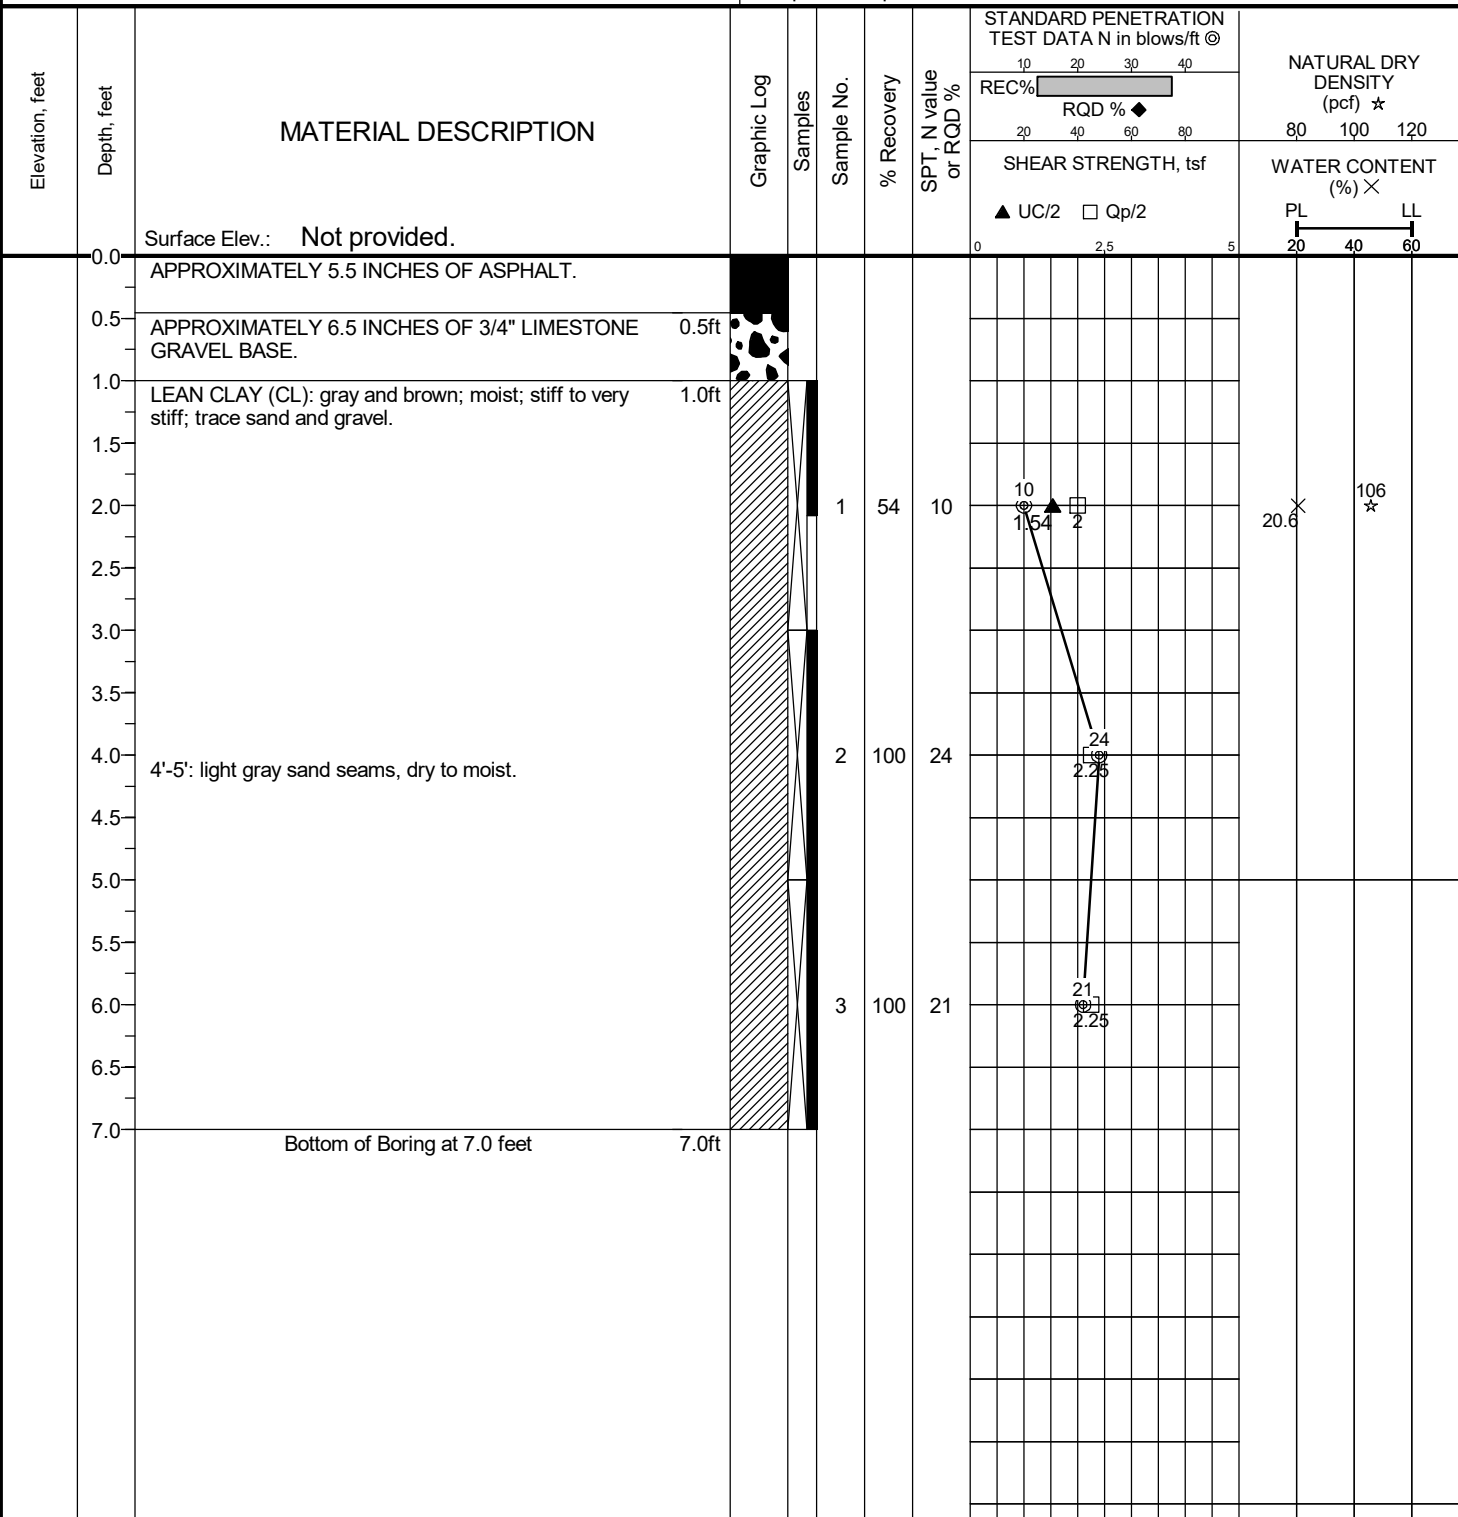 Elevation, feet
Depth, feet
MATERIAL DESCRIPTION
Surface Elev.: Not provided.
Graphic Log
Samples
Sample No.
% Recovery
SPT, N value
or RQD %
STANDARD PENETRATION
TEST DATA N in blows/ft ◎
10 20 30 40
REC%
RQD % ◆
20 40 60 80
SHEAR STRENGTH, tsf
▲ UC/2 □ Qp/2
0 2.5 5
NATURAL DRY
DENSITY
(pcf) ☆
80 100 120
WATER CONTENT
(%) ×
PL LL
20 40 60
0.0
APPROXIMATELY 5.5 INCHES OF ASPHALT.
0.5
APPROXIMATELY 6.5 INCHES OF 3/4" LIMESTONE 0.5ft
GRAVEL BASE.
1.0
LEAN CLAY (CL): gray and brown; moist; stiff to very 1.0ft
stiff; trace sand and gravel.
1.5
10 106
2.0 1 54 10
1.54 2 20.6
2.5
3.0
3.5
24
4.0 2 100 24
4'-5': light gray sand seams, dry to moist. 2.25
4.5
5.0
5.5
21
6.0 3 100 21
2.25
6.5
7.0
Bottom of Boring at 7.0 feet 7.0ft